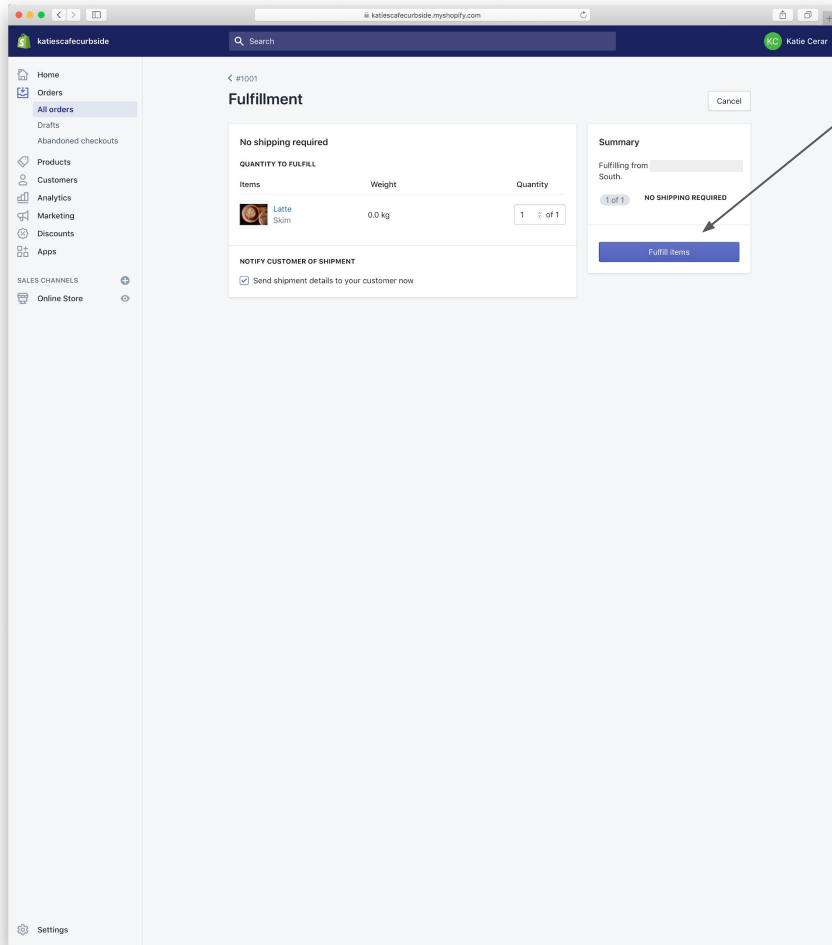 katiescafecurbside.myshopify.com
katiescafecurbside
Search
KC Katie Cerar
Home
Orders
All orders
Drafts
Abandoned checkouts
Products
Customers
Analytics
Marketing
Discounts
Apps
SALES CHANNELS
Online Store
Settings
#1001
Fulfillment
Cancel
No shipping required
QUANTITY TO FULFILL
Items Weight Quantity
Latte
Skim
0.0 kg
1 of 1
NOTIFY CUSTOMER OF SHIPMENT
Send shipment details to your customer now
Summary
Fulfilling from
South.
1 of 1 NO SHIPPING REQUIRED
Fulfill items